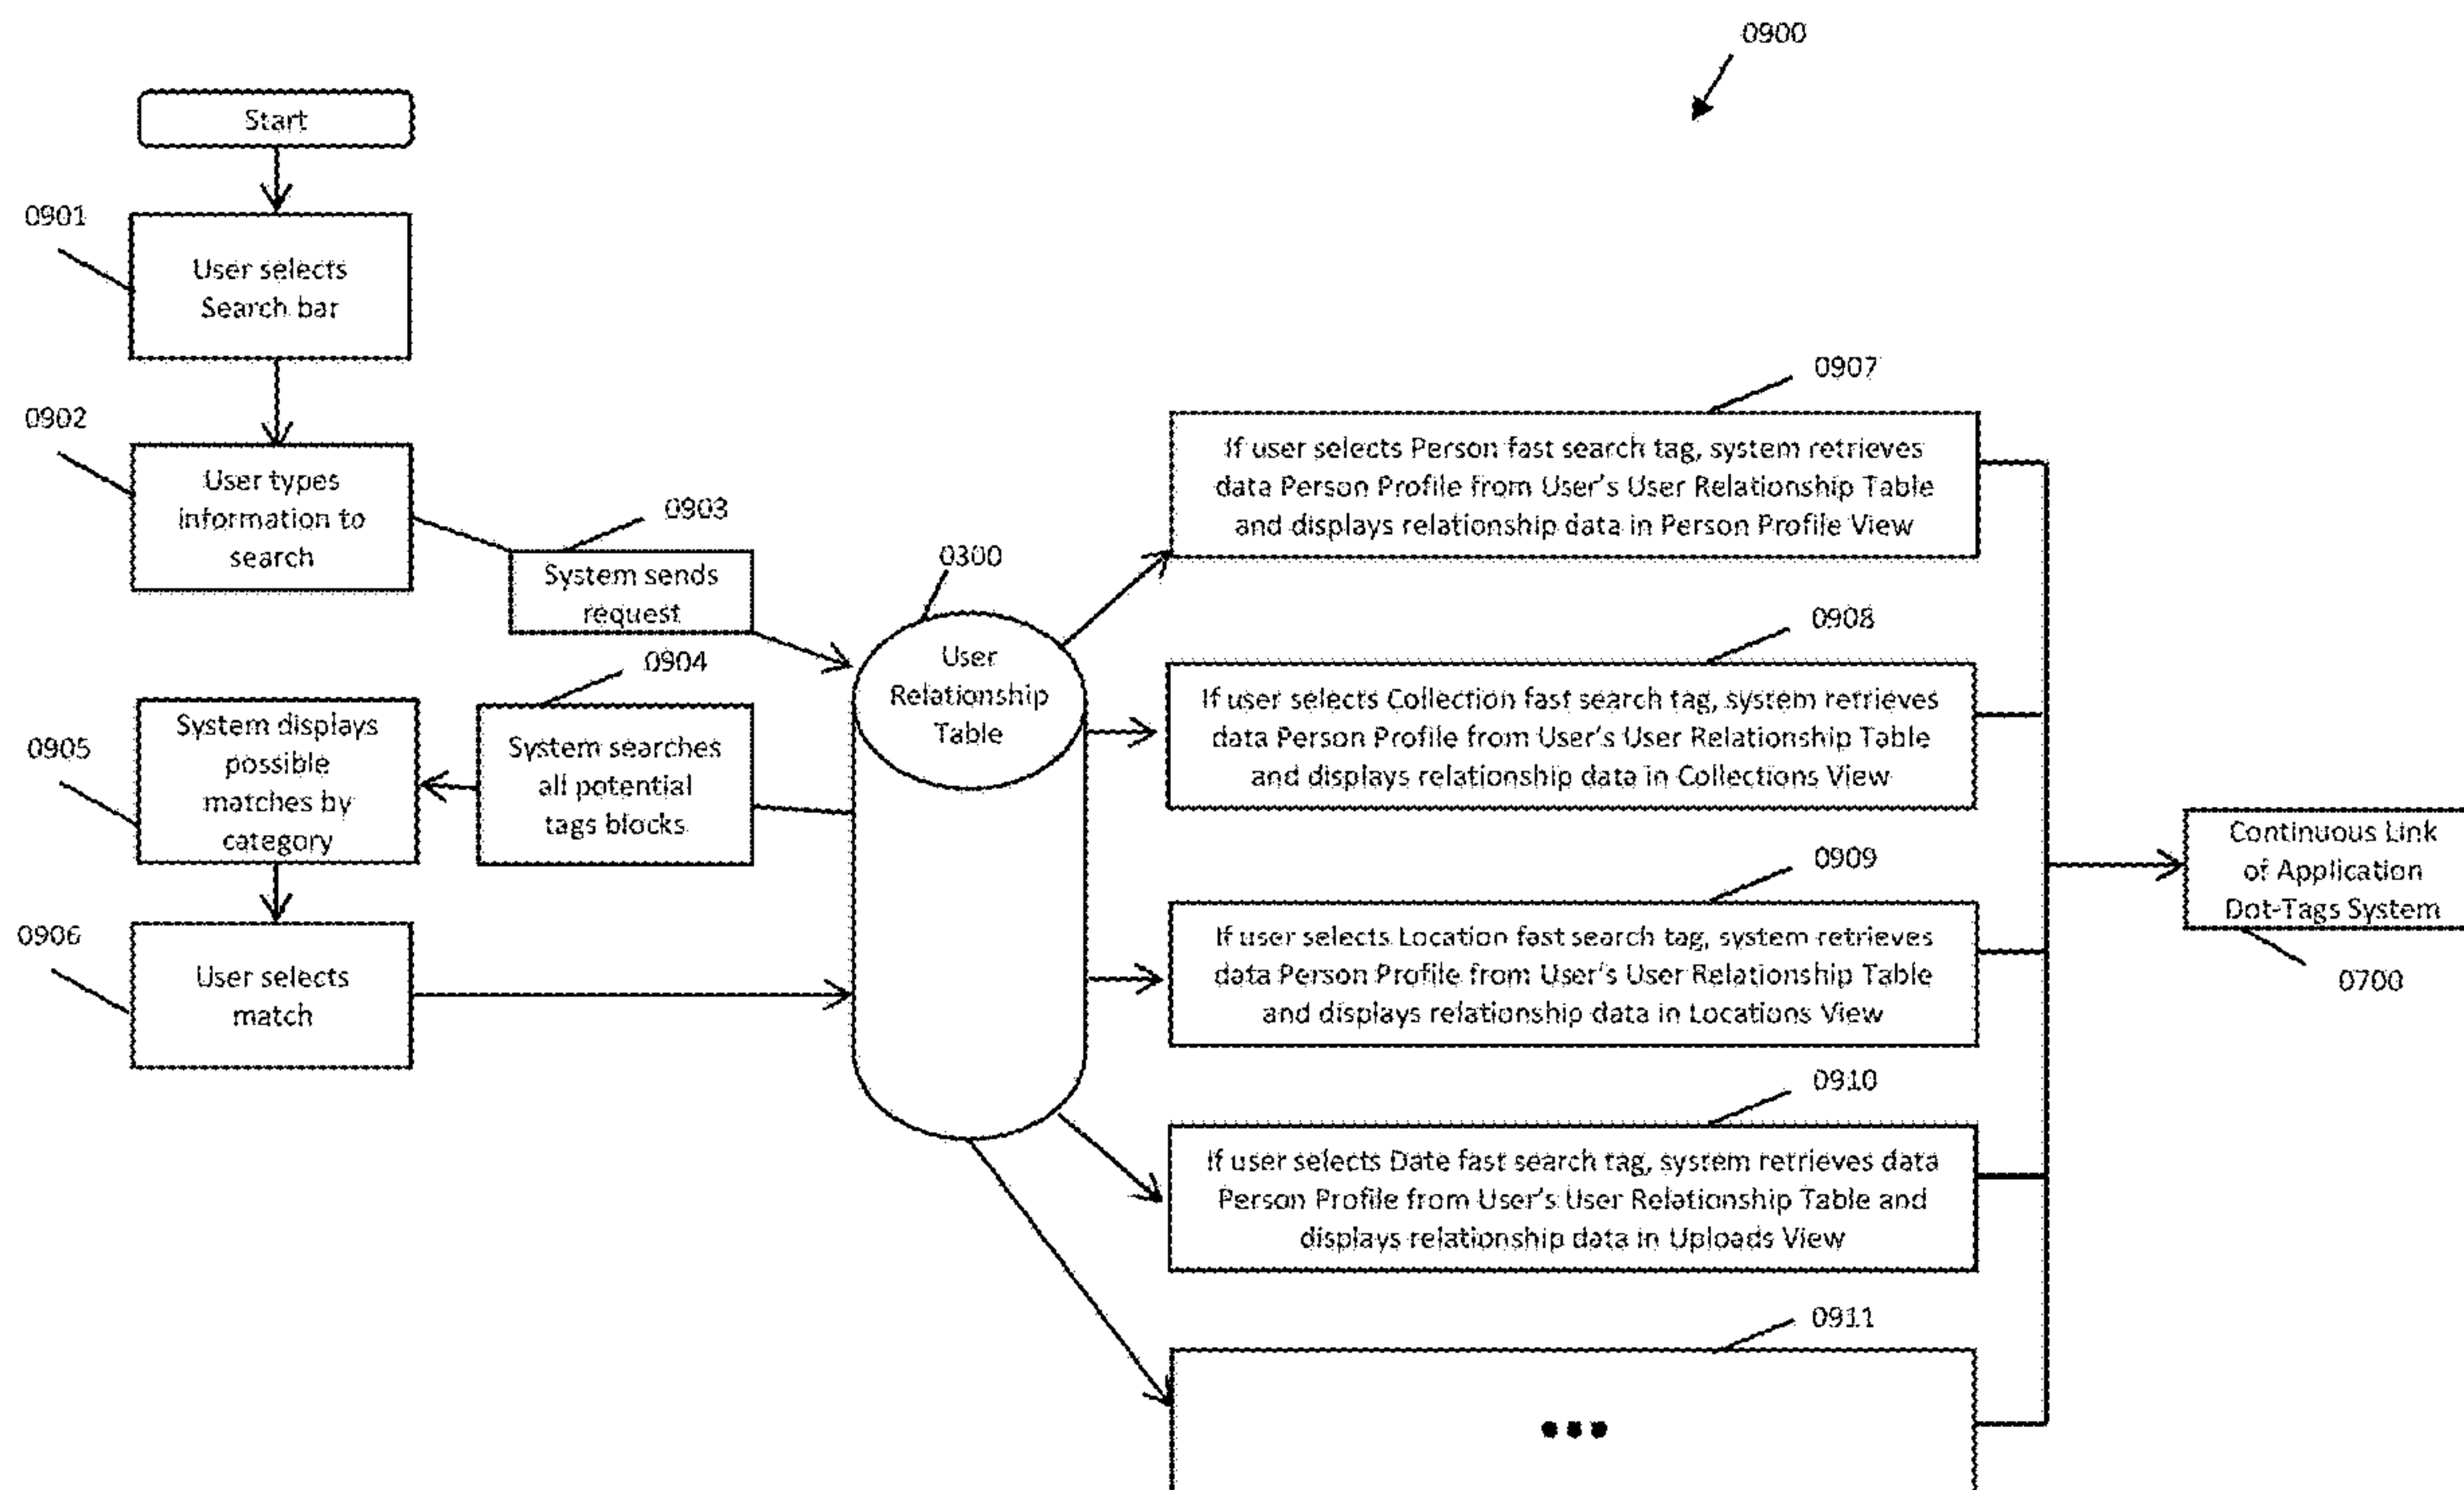 0900
Start
0901
User selects
Search bar
0902
User types
information to
search
0903
System sends
request
0300
User
Relationship
Table
0904
System searches
all potential
tags blocks
0905
System displays
possible
matches by
category
0906
User selects
match
0907
If user selects Person fast search tag, system retrieves
data Person Profile from User's User Relationship Table
and displays relationship data in Person Profile View
0908
If user selects Collection fast search tag, system retrieves
data Person Profile from User's User Relationship Table
and displays relationship data in Collections View
0909
If user selects Location fast search tag, system retrieves
data Person Profile from User's User Relationship Table
and displays relationship data in Locations View
0910
If user selects Date fast search tag, system retrieves data
Person Profile from User's User Relationship Table and
displays relationship data in Uploads View
0911
•••
Continuous Link
of Application
Dot-Tags System
0700